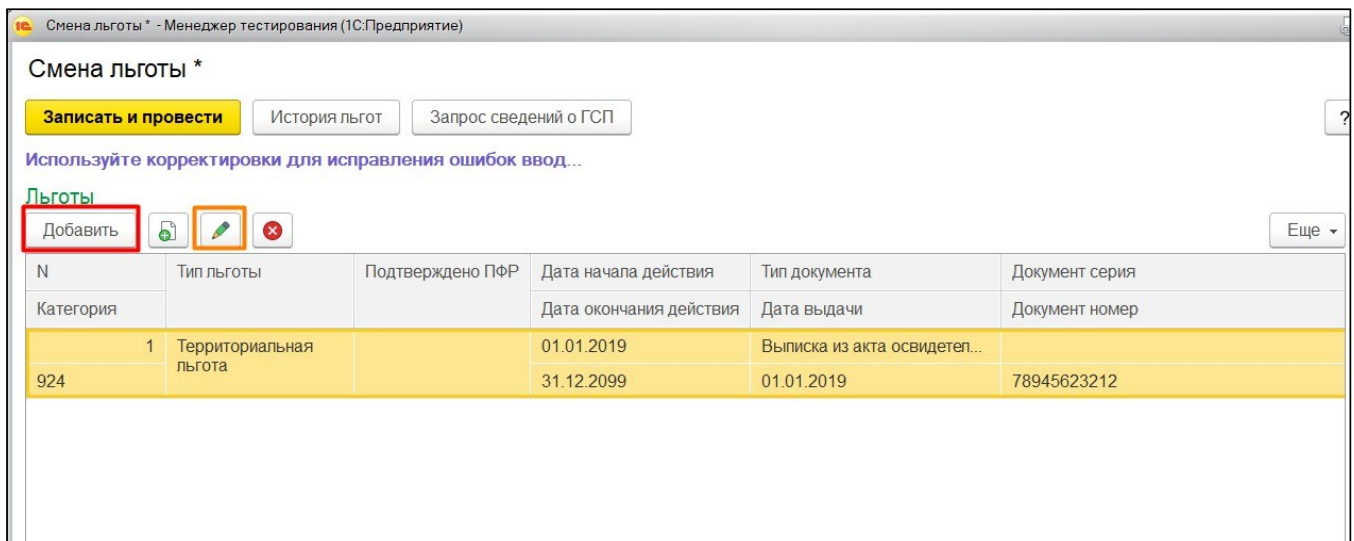 1С Смена льготы * - Менеджер тестирования (1С:Предприятие)
Смена льготы *
Записать и провести История льгот Запрос сведений о ГСП ?
Используйте корректировки для исправления ошибок ввод...
Льготы
Добавить Еще
N Тип льготы Подтверждено ПФР Дата начала действия Тип документа Документ серия
Категория Дата окончания действия Дата выдачи Документ номер
1 Территориальная 01.01.2019 Выписка из акта освидетел...
льгота
924 31.12.2099 01.01.2019 78945623212